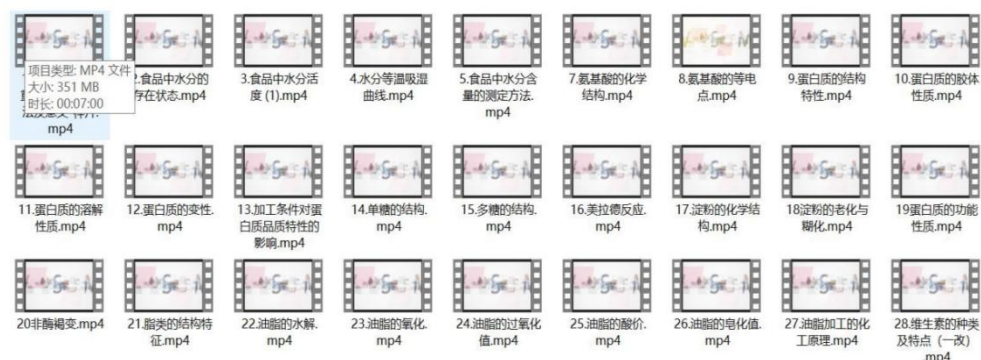 项目类型: MP4 文件
大小: 351 MB
时长: 00:07:00
mp4
2.食品中水分的
存在状态.mp4
3.食品中水分活
度 (1).mp4
4.水分等温吸湿
曲线.mp4
5.食品中水分含
量的测定方法.
mp4
7.氨基酸的化学
结构.mp4
8.氨基酸的等电
点.mp4
9.蛋白质的结构
特性.mp4
10.蛋白质的胶体
性质.mp4
11.蛋白质的溶解
性质.mp4
12.蛋白质的变性.
mp4
13.加工条件对蛋
白质品质特性的
影响.mp4
14.单糖的结构.
mp4
15.多糖的结构.
mp4
16.美拉德反应.
mp4
17.淀粉的化学结
构.mp4
18淀粉的老化与
糊化.mp4
19蛋白质的功能
性质.mp4
20非酶褐变.mp4
21.脂类的结构特
征.mp4
22.油脂的水解.
mp4
23.油脂的氧化.
mp4
24.油脂的过氧化
值.mp4
25.油脂的酸价.
mp4
26.油脂的皂化值.
mp4
27.油脂加工的化
工原理.mp4
28.维生素的种类
及特点（一改）
.mp4